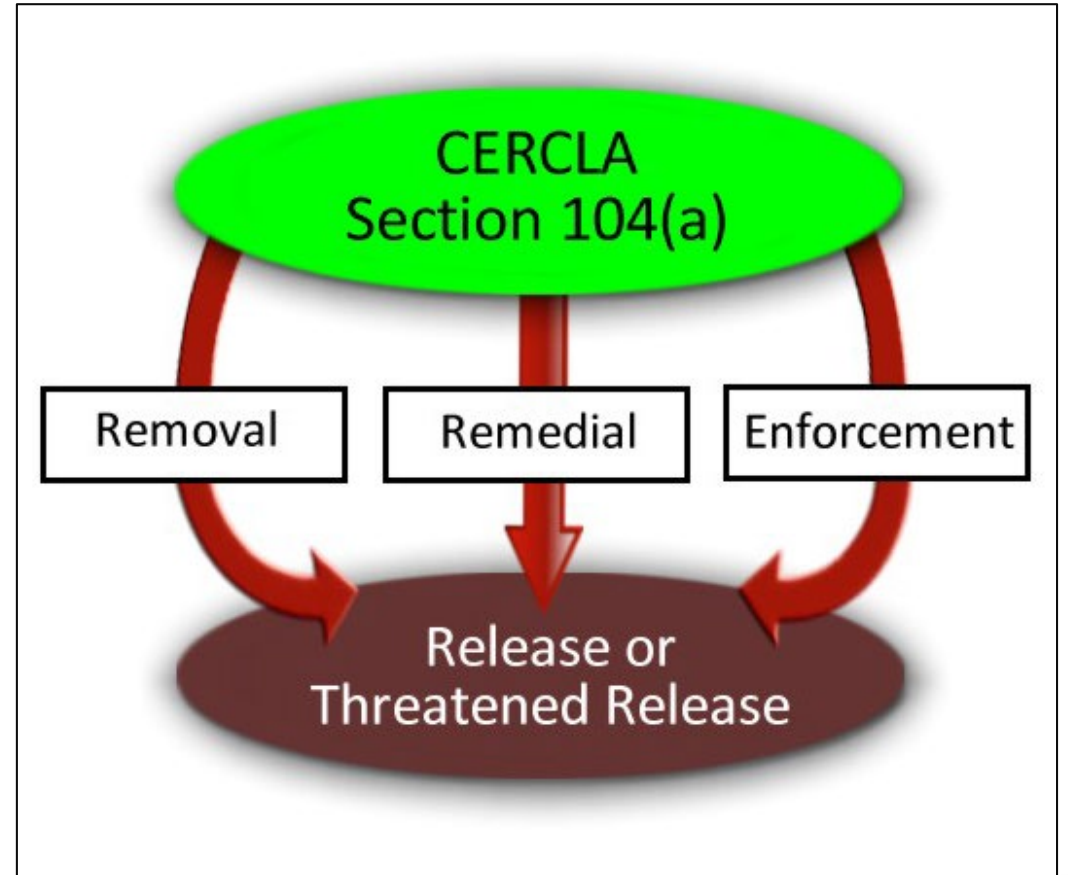 CERCLA
Section 104(a)
Removal
Remedial
Enforcement
Release or
Threatened Release